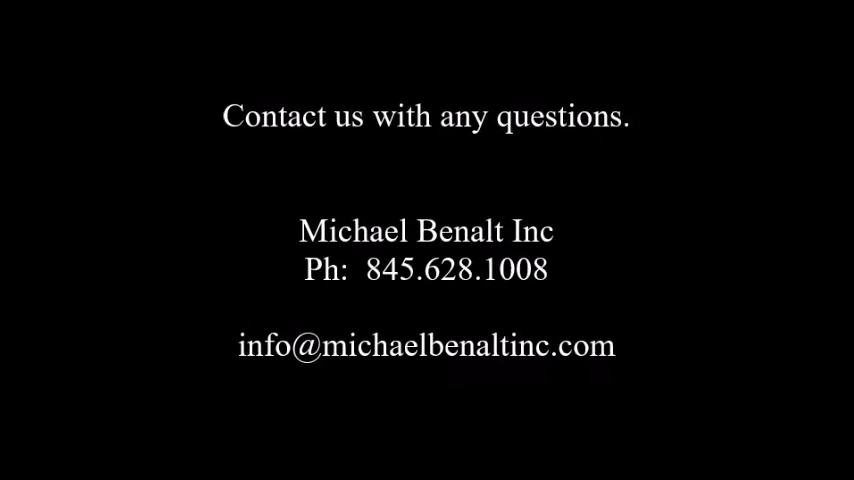 Contact us with any questions.
Michael Benalt Inc
Ph:  845.628.1008
info@michaelbenaltinc.com